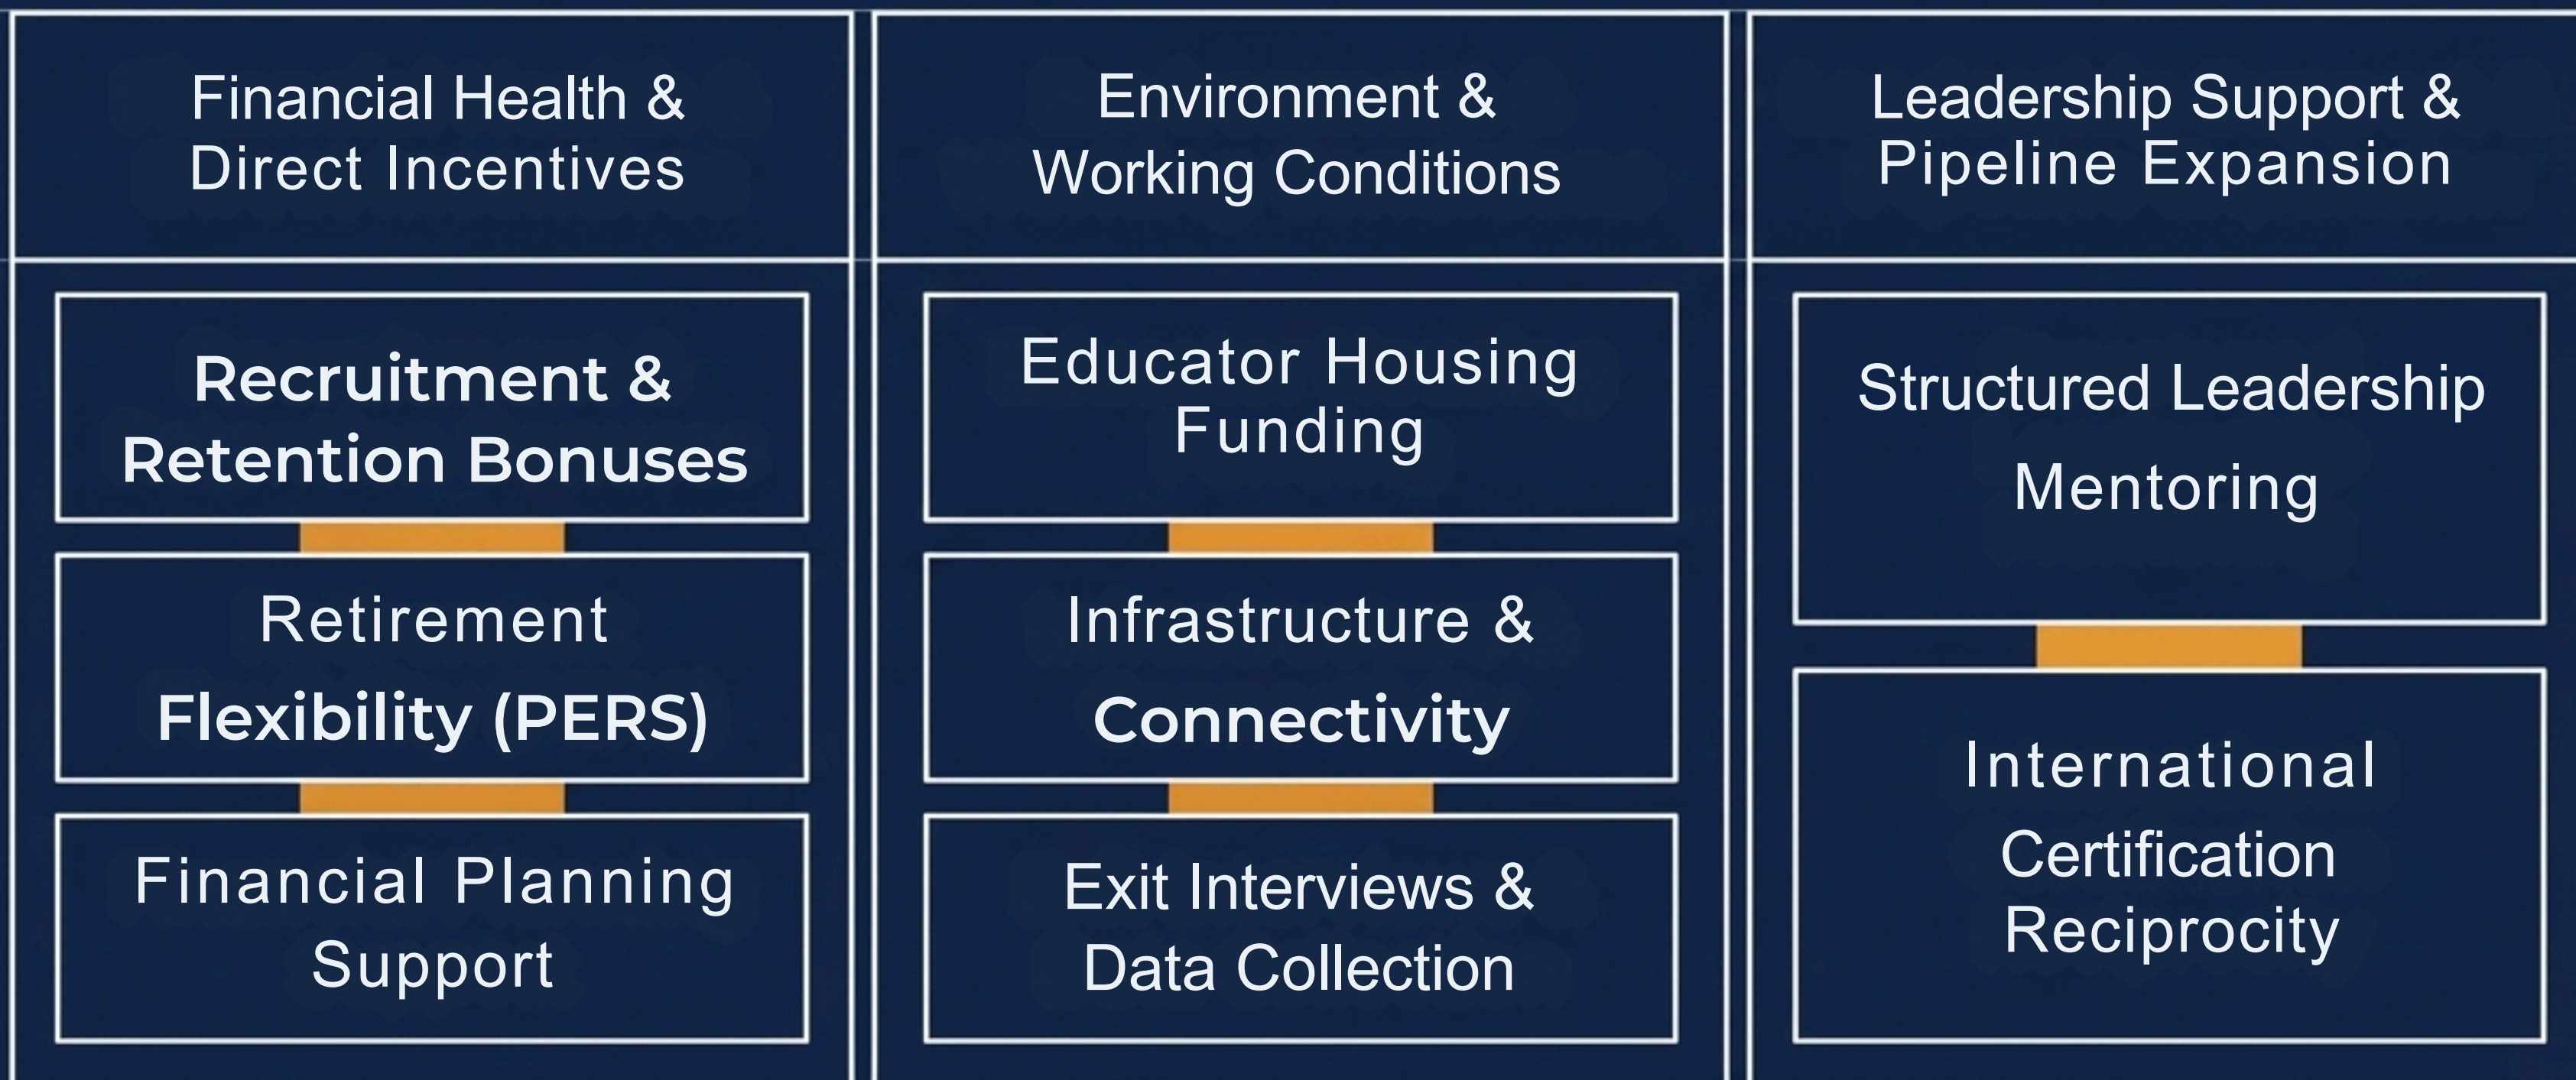 Financial Health &
Direct Incentives
Recruitment &
Retention Bonuses
Retirement
Flexibility (PERS)
Financial Planning
Support
Environment &
Working Conditions
Educator Housing
Funding
Infrastructure &
Connectivity
Exit Interviews &
Data Collection
Leadership Support &
Pipeline Expansion
Structured Leadership
Mentoring
International
Certification
Reciprocity